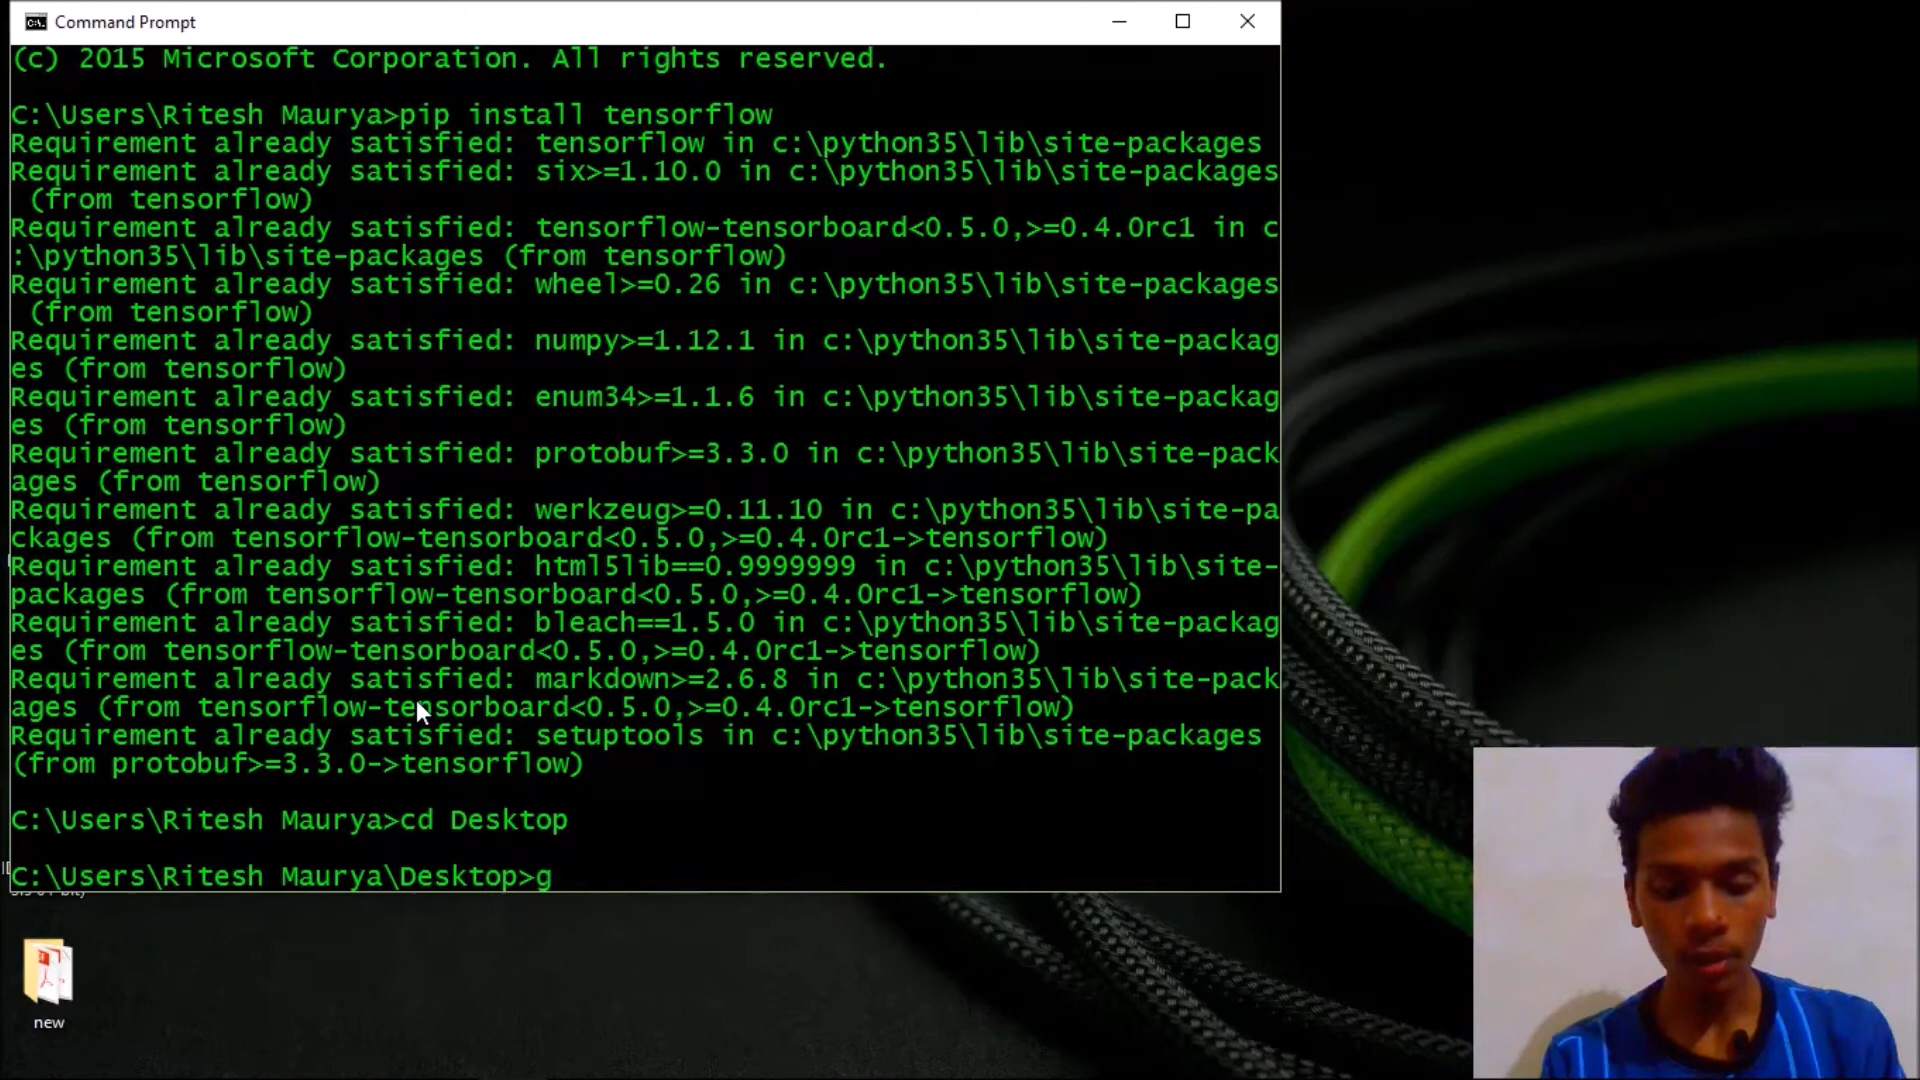 Command Prompt
(c) 2015 Microsoft Corporation. All rights reserved.
C:\Users\Ritesh Maurya>pip install tensorflow
Requirement already satisfied: tensorflow in c:\python35\lib\site-packages
Requirement already satisfied: six>=1.10.0 in c:\python35\lib\site-packages
(from tensorflow)
Requirement already satisfied: tensorflow-tensorboard<0.5.0,>=0.4.0rc1 in c
:\python35\lib\site-packages (from tensorflow)
Requirement already satisfied: wheel>=0.26 in c:\python35\lib\site-packages
(from tensorflow)
Requirement already satisfied: numpy>=1.12.1 in c:\python35\lib\site-packag
es (from tensorflow)
Requirement already satisfied: enum34>=1.1.6 in c:\python35\lib\site-packag
es (from tensorflow)
Requirement already satisfied: protobuf>=3.3.0 in c:\python35\lib\site-pack
ages (from tensorflow)
Requirement already satisfied: werkzeug>=0.11.10 in c:\python35\lib\site-pa
ckages (from tensorflow-tensorboard<0.5.0,>=0.4.0rc1->tensorflow)
Requirement already satisfied: html5lib==0.9999999 in c:\python35\lib\site-
packages (from tensorflow-tensorboard<0.5.0,>=0.4.0rc1->tensorflow)
Requirement already satisfied: bleach==1.5.0 in c:\python35\lib\site-packag
es (from tensorflow-tensorboard<0.5.0,>=0.4.0rc1->tensorflow)
Requirement already satisfied: markdown>=2.6.8 in c:\python35\lib\site-pack
ages (from tensorflow-tensorboard<0.5.0,>=0.4.0rc1->tensorflow)
Requirement already satisfied: setuptools in c:\python35\lib\site-packages
(from protobuf>=3.3.0->tensorflow)
C:\Users\Ritesh Maurya>cd Desktop
C:\Users\Ritesh Maurya\Desktop>g
new